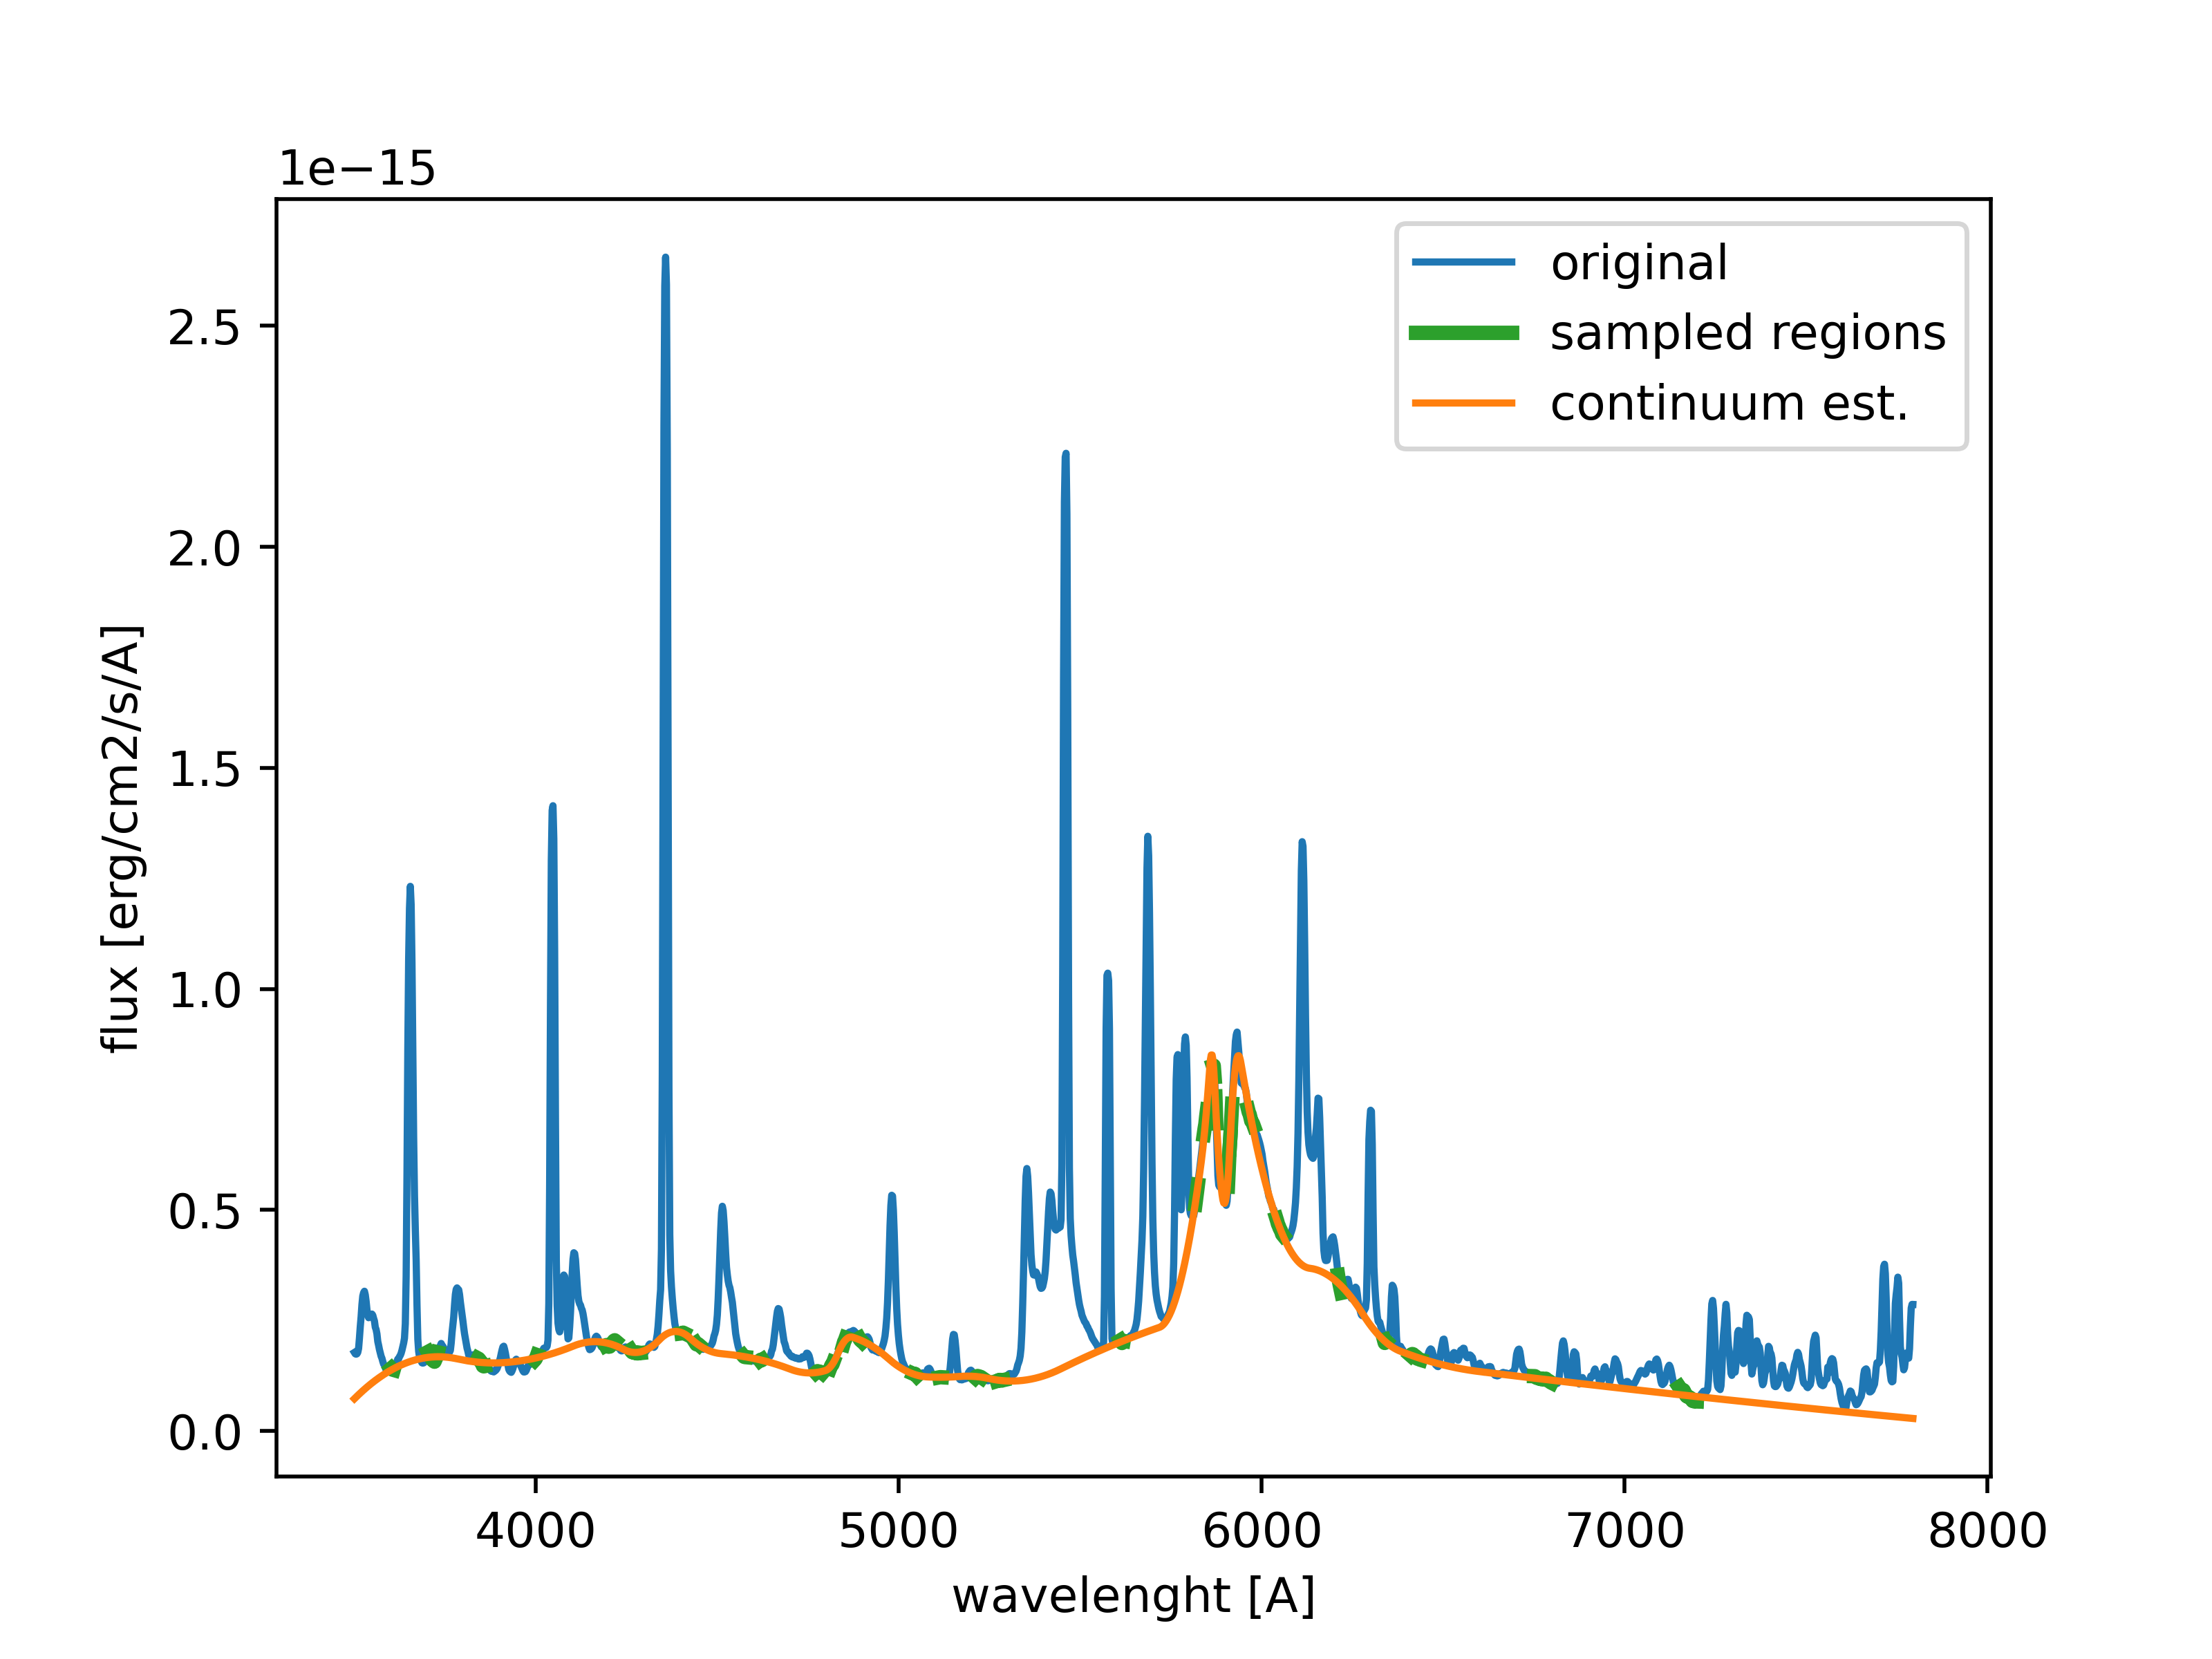 1e−15
original
sampled regions
continuum est.
2.5
2.0
1.5
1.0
0.5
0.0
flux [erg/cm2/s/A]
4000 5000 6000 7000 8000
wavelenght [A]